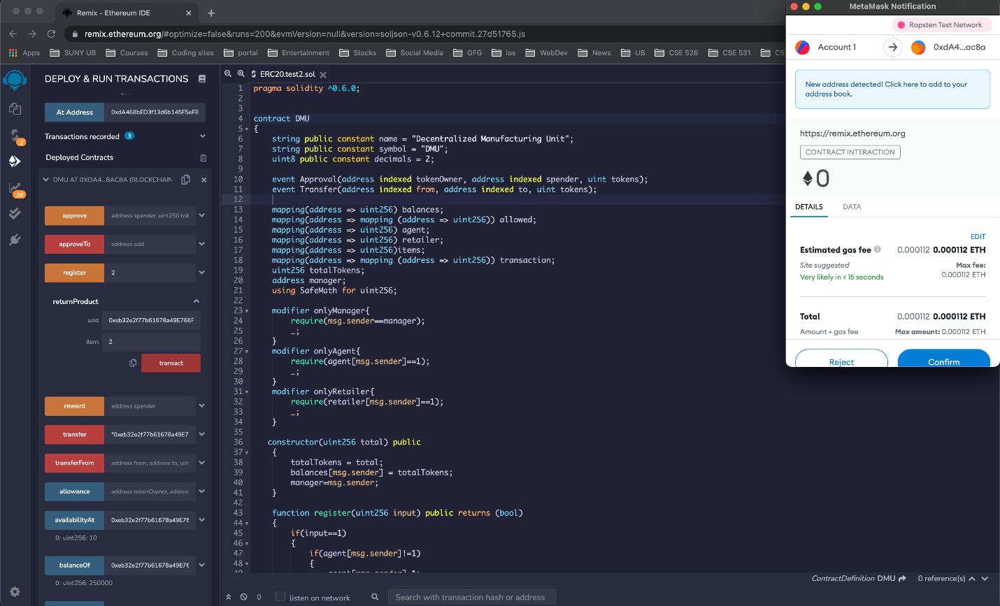 Remix - Ethereum IDE
remix.ethereum.org/#optimize=false&runs=200&evmVersion=null&version=soljson-v0.6.12+commit.27d51765.js
Apps SUNY UB Courses Coding sites portal Entertainment Stocks Social Media GFG ios WebDev News UB CSE 526 CSE 531 CS
DEPLOY & RUN TRANSACTIONS
At Address 0xdA468bED3f13d6b145F5eFB
Transactions recorded 3
2
Deployed Contracts
DMU AT 0XDA4...8AC8A (BLOCKCHAIN
26
approve address spender, uint256 tok
approveTo address add
register 2
returnProduct
add: 0xeb32e2f77b61678a49E766F
item: 2
transact
reward address spender
transfer "0xeb32e2f77b61678a49E7
transferFrom address from, address to, uin
allowance address tokenOwner, addres
availabilityAt 0xeb32e2f77b61678a49E76
0: uint256: 10
balanceOf 0xeb32e2f77b61678a49E76
0: uint256: 250000
ERC20.test2.sol
1 pragma solidity ^0.6.0;
2
3
4 contract DMU
5 {
6 string public constant name = "Decentralized Manufacturing Unit";
7 string public constant symbol = "DMU";
8 uint8 public constant decimals = 2;
9
10 event Approval(address indexed tokenOwner, address indexed spender, uint tokens);
11 event Transfer(address indexed from, address indexed to, uint tokens);
12
13 mapping(address => uint256) balances;
14 mapping(address => mapping (address => uint256)) allowed;
15 mapping(address => uint256) agent;
16 mapping(address => uint256) retailer;
17 mapping(address => uint256)items;
18 mapping(address => mapping (address => uint256)) transaction;
19 uint256 totalTokens;
20 address manager;
21 using SafeMath for uint256;
22
23 modifier onlyManager{
24 require(msg.sender==manager);
25 _;
26 }
27 modifier onlyAgent{
28 require(agent[msg.sender]==1);
29 _;
30 }
31 modifier onlyRetailer{
32 require(retailer[msg.sender]==1);
33 _;
34 }
35
36 constructor(uint256 total) public
37 {
38 totalTokens = total;
39 balances[msg.sender] = totalTokens;
40 manager=msg.sender;
41 }
42
43 function register(uint256 input) public returns (bool)
44 {
45 if(input==1)
46 {
47 if(agent[msg.sender]!=1)
48 {
ContractDefinition DMU 0 reference(s)
0 listen on network Search with transaction hash or address
MetaMask Notification
Ropsten Test Network
Account 1 0xdA4...ac8a
New address detected! Click here to add to your
address book.
https://remix.ethereum.org
CONTRACT INTERACTION
0
DETAILS DATA
EDIT
Estimated gas fee 0.000112 0.000112 ETH
Site suggested Max fee:
Very likely in < 15 seconds 0.000112 ETH
Total 0.000112 0.000112 ETH
Amount + gas fee Max amount: 0.000112 ETH
Reject Confirm